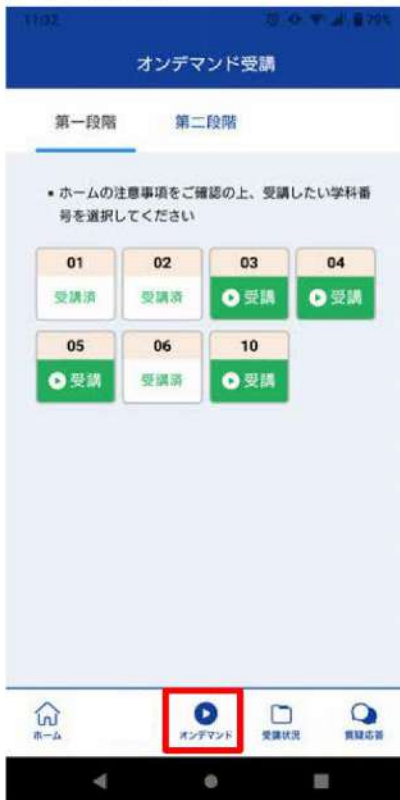 11:02 29%
オンデマンド受講
第一段階 第二段階
• ホームの注意事項をご確認の上、受講したい学科番
号を選択してください
01 02 03 04
受講済 受講済 受講 受講
05 06 10
受講 受講済 受講
ホーム オンデマンド 受講状況 質疑応答